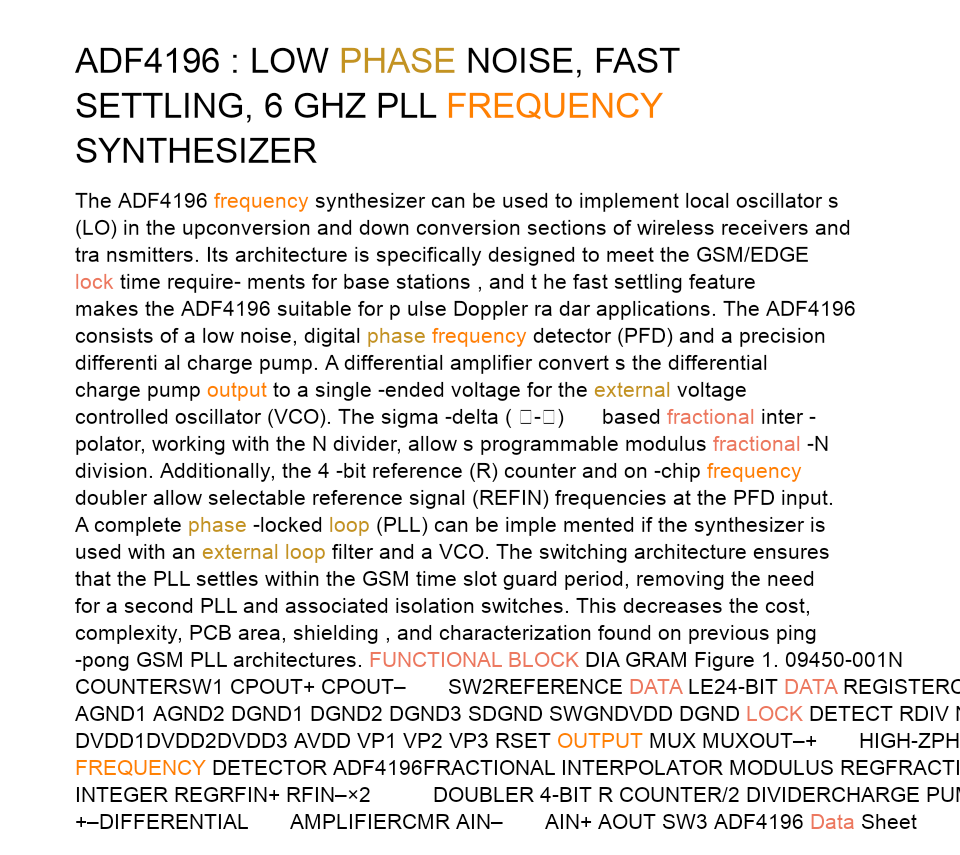 ADF4196 : LOW PHASE NOISE, FAST
SETTLING, 6 GHZ PLL FREQUENCY
SYNTHESIZER
The ADF4196 frequency synthesizer can be used to implement local oscillator s
(LO) in the upconversion and down conversion sections of wireless receivers and
tra nsmitters. Its architecture is specifically designed to meet the GSM/EDGE
lock time require- ments for base stations , and t he fast settling feature
makes the ADF4196 suitable for p ulse Doppler ra dar applications. The ADF4196
consists of a low noise, digital phase frequency detector (PFD) and a precision
differenti al charge pump. A differential amplifier convert s the differential
charge pump output to a single -ended voltage for the external voltage
controlled oscillator (VCO). The sigma -delta ( □-□) based fractional inter -
polator, working with the N divider, allow s programmable modulus fractional -N
division. Additionally, the 4 -bit reference (R) counter and on -chip frequency
doubler allow selectable reference signal (REFIN) frequencies at the PFD input.
A complete phase -locked loop (PLL) can be imple mented if the synthesizer is
used with an external loop filter and a VCO. The switching architecture ensures
that the PLL settles within the GSM time slot guard period, removing the need
for a second PLL and associated isolation switches. This decreases the cost,
complexity, PCB area, shielding , and characterization found on previous ping
-pong GSM PLL architectures. FUNCTIONAL BLOCK DIA GRAM Figure 1. 09450-001N
COUNTERSW1 CPOUT+ CPOUT– SW2REFERENCE DATA LE24-BIT DATA REGISTERC
AGND1 AGND2 DGND1 DGND2 DGND3 SDGND SWGNDVDD DGND LOCK DETECT RDIV N
DVDD1DVDD2DVDD3 AVDD VP1 VP2 VP3 RSET OUTPUT MUX MUXOUT–+ HIGH-ZPH
FREQUENCY DETECTOR ADF4196FRACTIONAL INTERPOLATOR MODULUS REGFRACTI
INTEGER REGRFIN+ RFIN–×2 DOUBLER 4-BIT R COUNTER/2 DIVIDERCHARGE PUM
+–DIFFERENTIAL AMPLIFIERCMR AIN– AIN+ AOUT SW3 ADF4196 Data Sheet